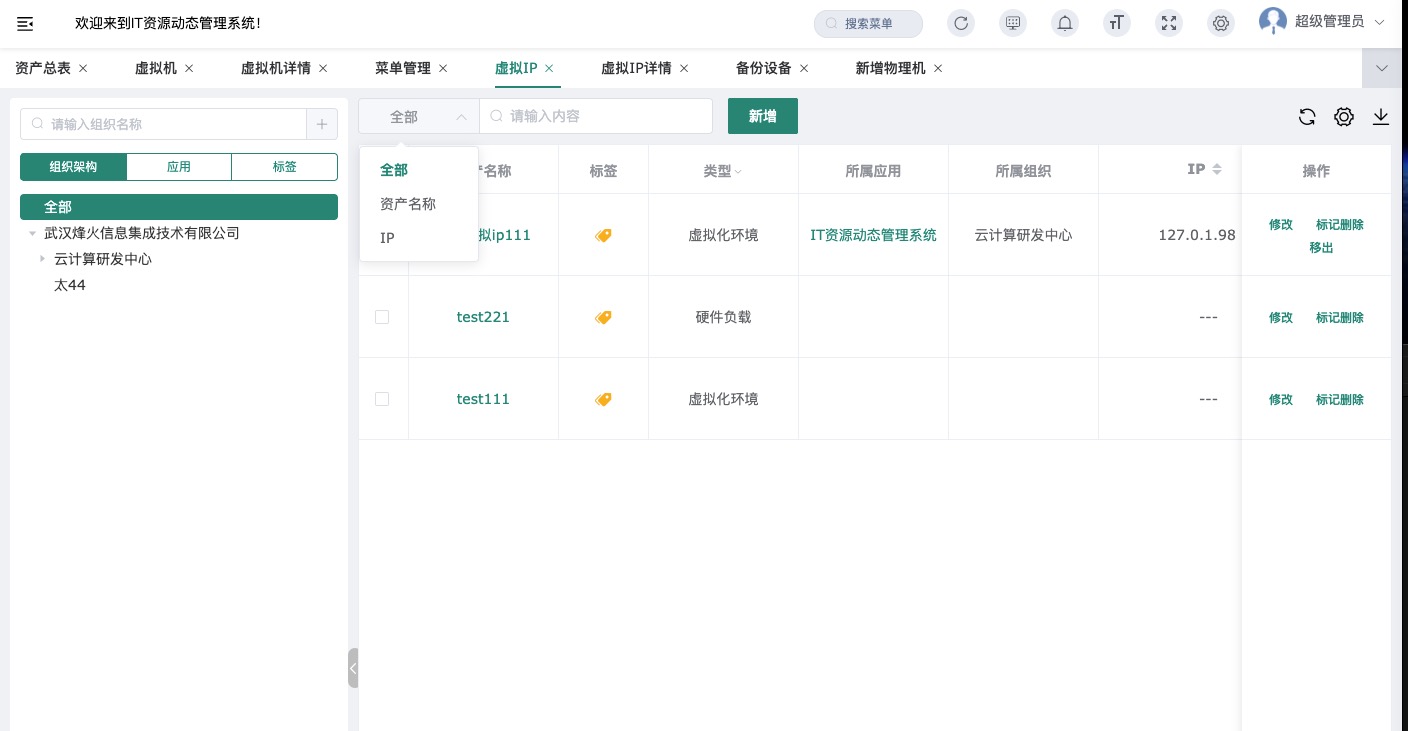 欢迎来到IT资源动态管理系统!
搜索菜单
超级管理员
资产总表 虚拟机 虚拟机详情 菜单管理 虚拟IP 虚拟IP详情 备份设备 新增物理机
请输入组织名称
组织架构 应用 标签
全部
武汉烽火信息集成技术有限公司
云计算研发中心
太44
全部 请输入内容 新增
全部
资产名称
IP
名称 标签 类型 所属应用 所属组织 IP 操作
拟ip111 虚拟化环境 IT资源动态管理系统 云计算研发中心 127.0.1.98 修改 标记删除
移出
test221 硬件负载 --- 修改 标记删除
test111 虚拟化环境 --- 修改 标记删除